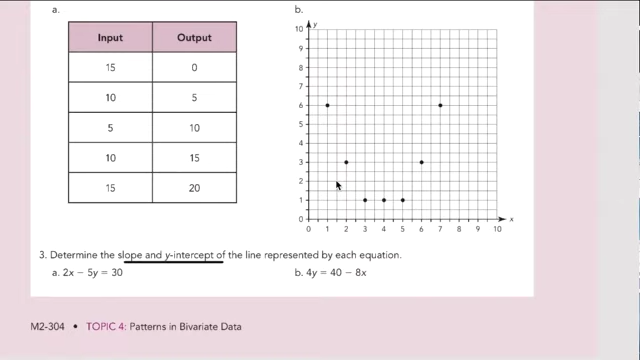 a.
b.
Input Output
15 0
10 5
5 10
10 15
15 20
y
10
9
8
7
6
5
4
3
2
1
0
0 1 2 3 4 5 6 7 8 9 10
x
3. Determine the slope and y-intercept of the line represented by each equation.
a. 2x − 5y = 30
b. 4y = 40 − 8x
M2-304 • TOPIC 4: Patterns in Bivariate Data